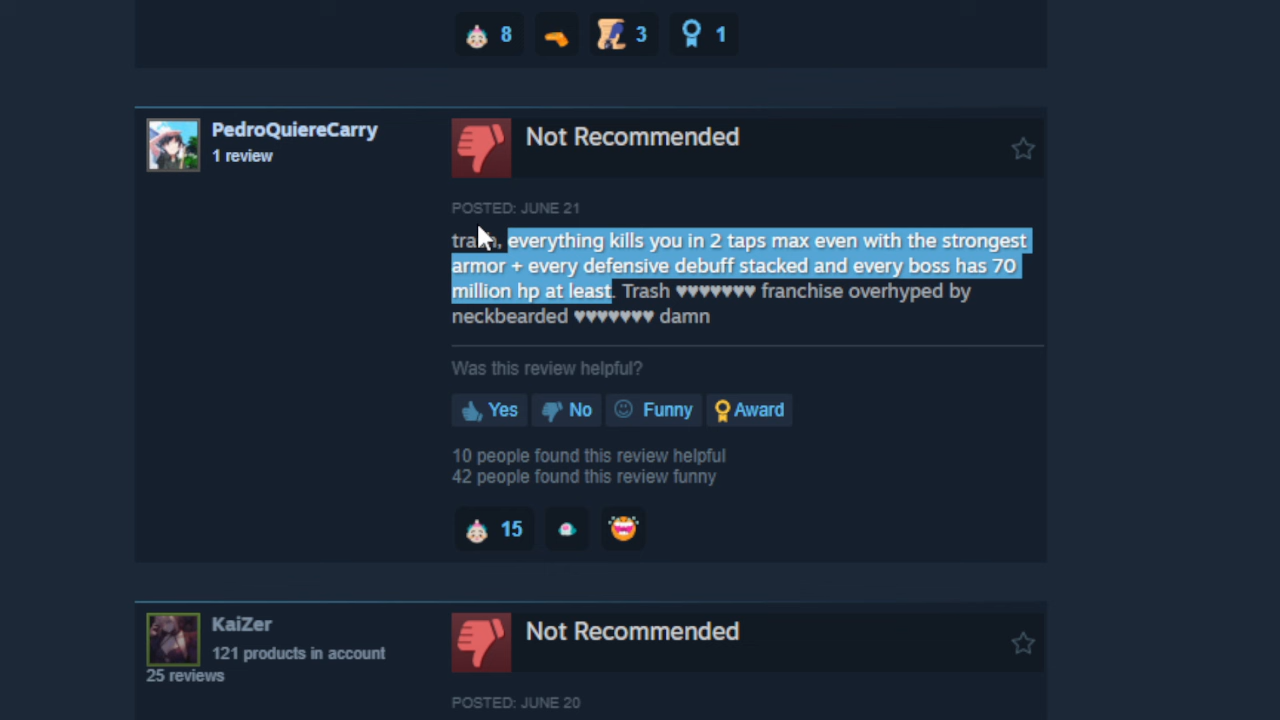 8 3 1
PedroQuiereCarry
1 review
Not Recommended
POSTED: JUNE 21
everything kills you in 2 taps max even with the strongest
armor + every defensive debuff stacked and every boss has 70
million hp at least. Trash ♥♥♥♥♥♥♥ franchise overhyped by
neckbearded ♥♥♥♥♥♥♥ damn
Was this review helpful?
Yes No Funny Award
10 people found this review helpful
42 people found this review funny
15
KaiZer
121 products in account
25 reviews
Not Recommended
POSTED: JUNE 20